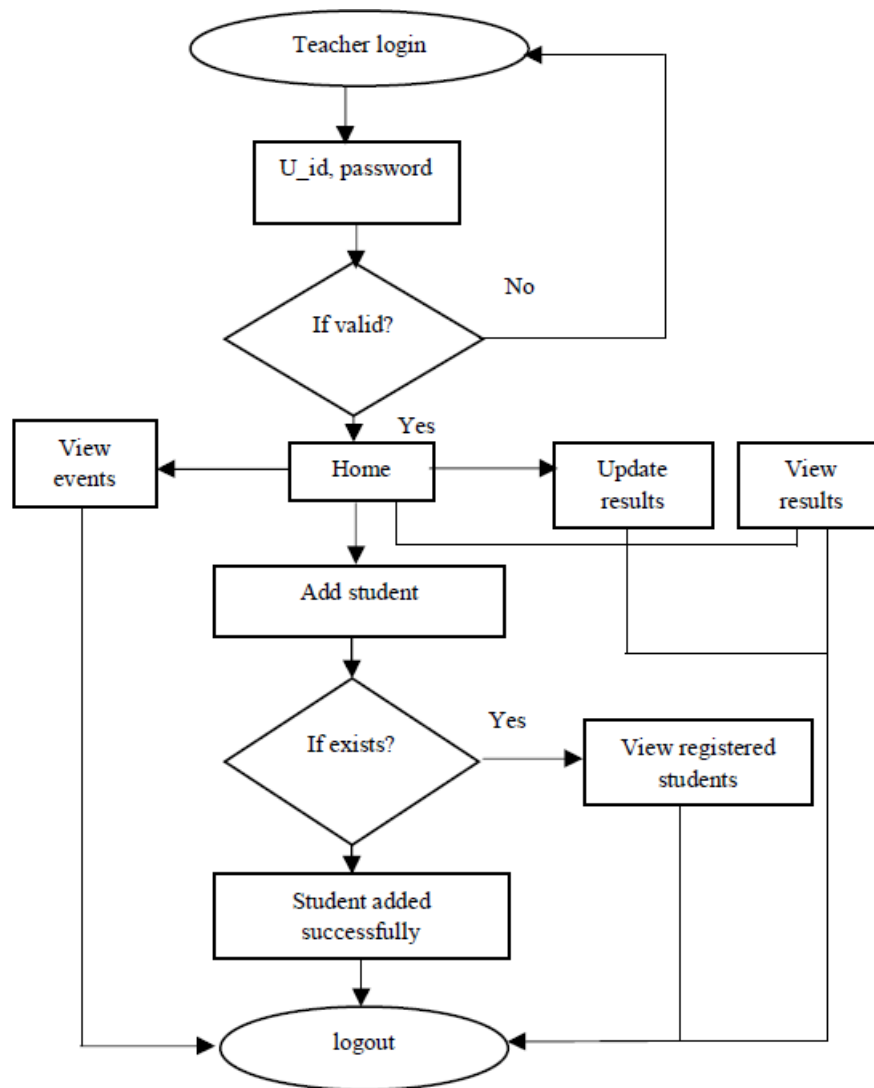 Teacher login
U_id, password
No
If valid?
Yes
View
events
Home
Update
results
View
results
Add student
Yes
If exists?
View registered
students
Student added
successfully
logout